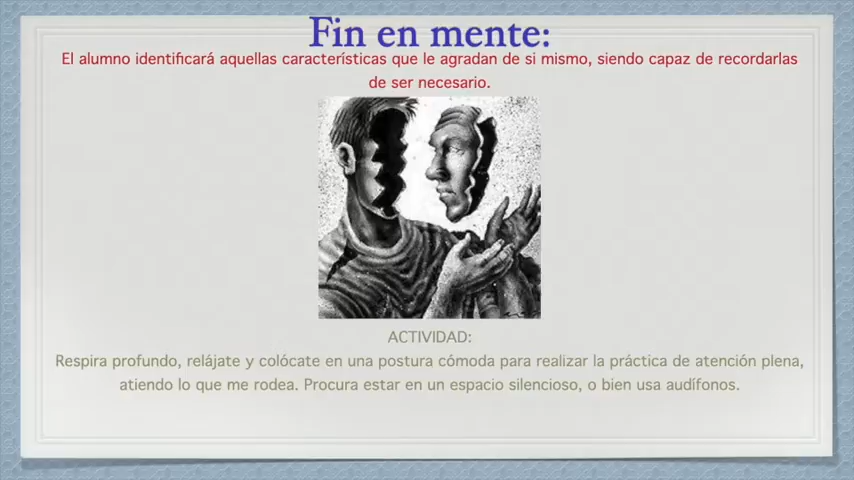 Fin en mente:
El alumno identificará aquellas características que le agradan de si mismo, siendo capaz de recordarlas
de ser necesario.
ACTIVIDAD:
Respira profundo, relájate y colócate en una postura cómoda para realizar la práctica de atención plena,
atiendo lo que me rodea. Procura estar en un espacio silencioso, o bien usa audífonos.